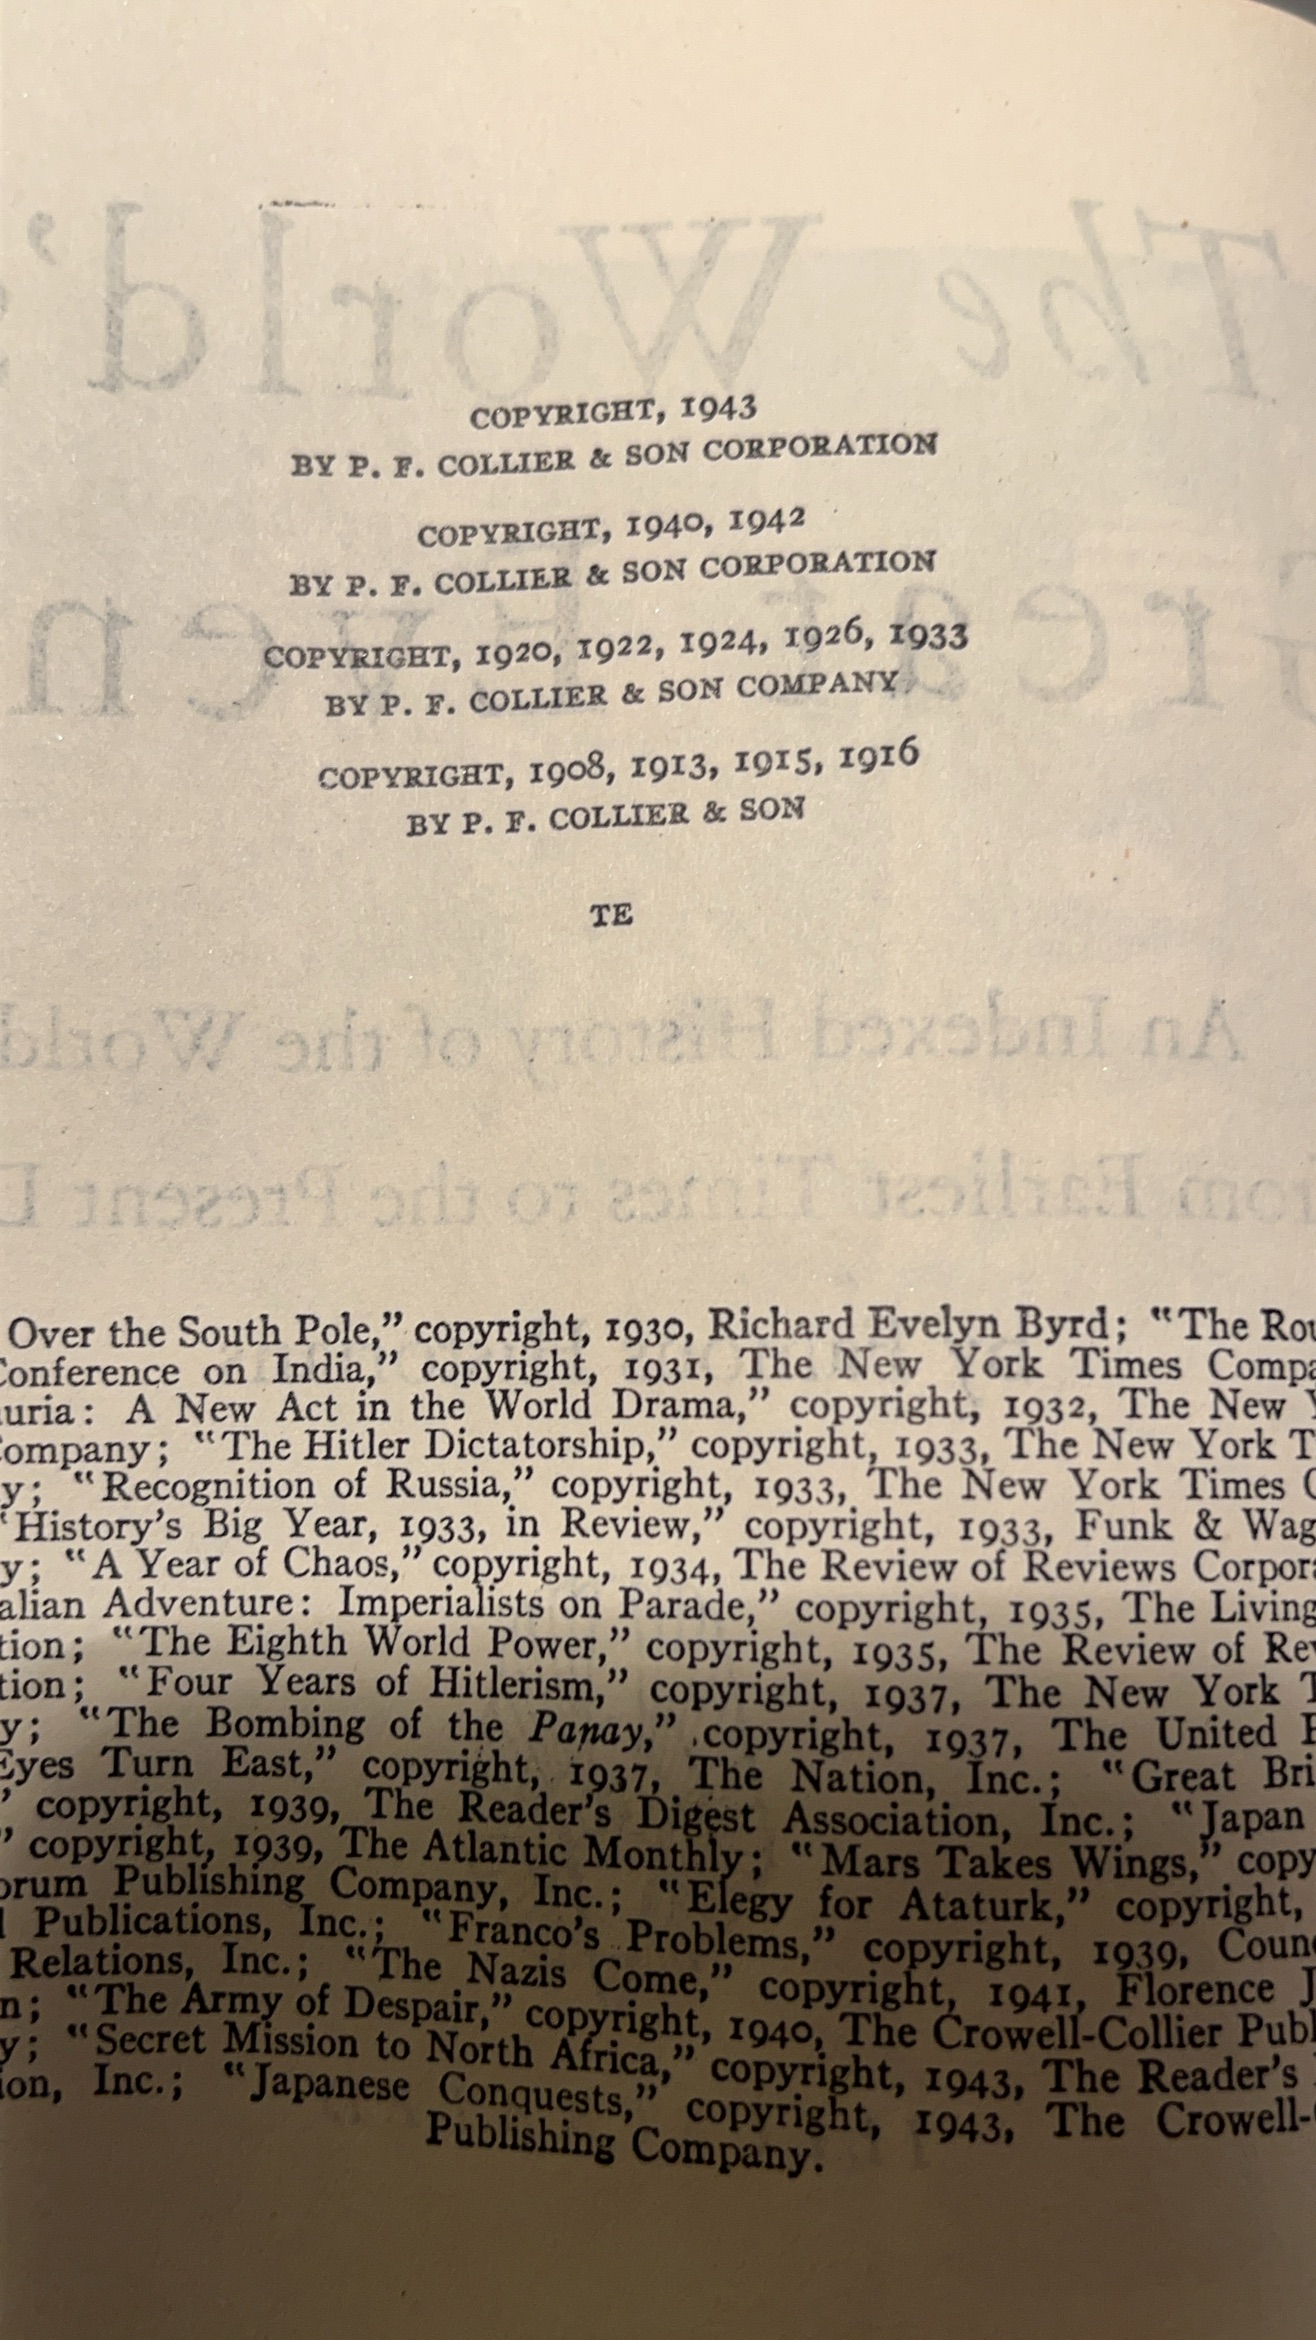 COPYRIGHT, 1943
BY P. F. COLLIER & SON CORPORATION
COPYRIGHT, 1940, 1942
BY P. F. COLLIER & SON CORPORATION
COPYRIGHT, 1920, 1922, 1924, 1926, 1933
BY P. F. COLLIER & SON COMPANY
COPYRIGHT, 1908, 1913, 1915, 1916
BY P. F. COLLIER & SON
TE
Over the South Pole,” copyright, 1930, Richard Evelyn Byrd; “The
Conference on India,” copyright, 1931, The New York Times
uria: A New Act in the World Drama,” copyright, 1932, The New
Company; “The Hitler Dictatorship,” copyright, 1933, The New York
y; “Recognition of Russia,” copyright, 1933, The New York Times
“History's Big Year, 1933, in Review,” copyright, 1933, Funk & Wag
y; “A Year of Chaos,” copyright, 1934, The Review of Reviews Corpor
alian Adventure: Imperialists on Parade,” copyright, 1935, The Living
tion; “The Eighth World Power,” copyright, 1935, The Review of Re
tion; “Four Years of Hitlerism,” copyright, 1937, The New York
y; “The Bombing of the Panay,” copyright, 1937, The United
Eyes Turn East,” copyright, 1937, The Nation, Inc.; “Great Bri
” copyright, 1939, The Reader's Digest Association, Inc.; “Japan
” copyright, 1939, The Atlantic Monthly; “Mars Takes Wings,” copy
orum Publishing Company, Inc.; “Elegy for Ataturk,” copyright,
Publications, Inc.; “Franco's Problems,” copyright, 1939, Coun
Relations, Inc.; “The Nazis Come,” copyright, 1941, Florence J
n; “The Army of Despair,” copyright, 1940, The Crowell-Collier Publ
y; “Secret Mission to North Africa,” copyright, 1943, The Reader's
ion, Inc.; “Japanese Conquests,” copyright, 1943, The Crowell-
Publishing Company.